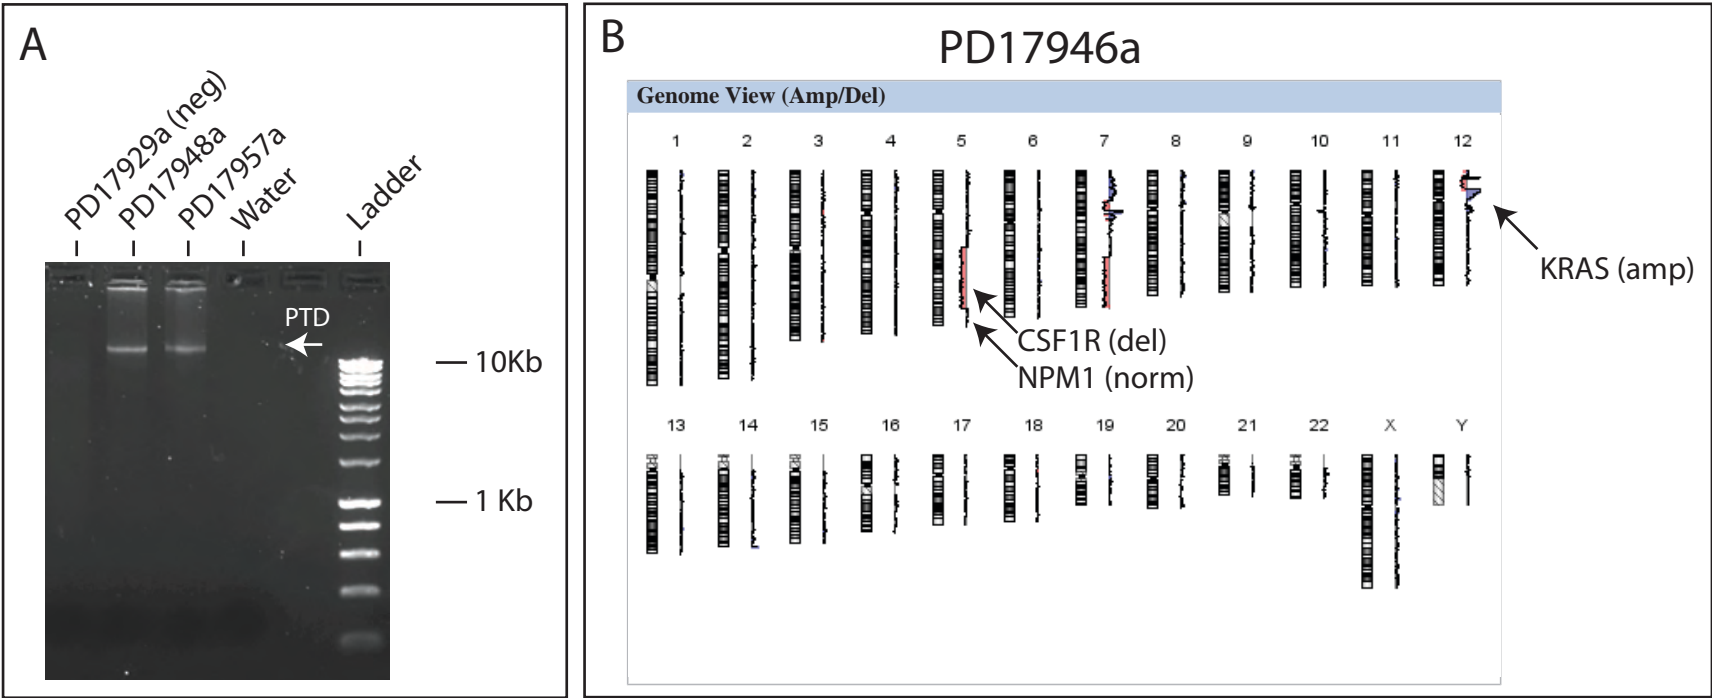 A
PD17929a (neg)
PD17948a
PD17957a
Water
Ladder
PTD
10Kb
1 Kb
B
PD17946a
Genome View (Amp/Del)
1 2 3 4 5 6 7 8 9 10 11 12
KRAS (amp)
CSF1R (del)
NPM1 (norm)
13 14 15 16 17 18 19 20 21 22 X Y